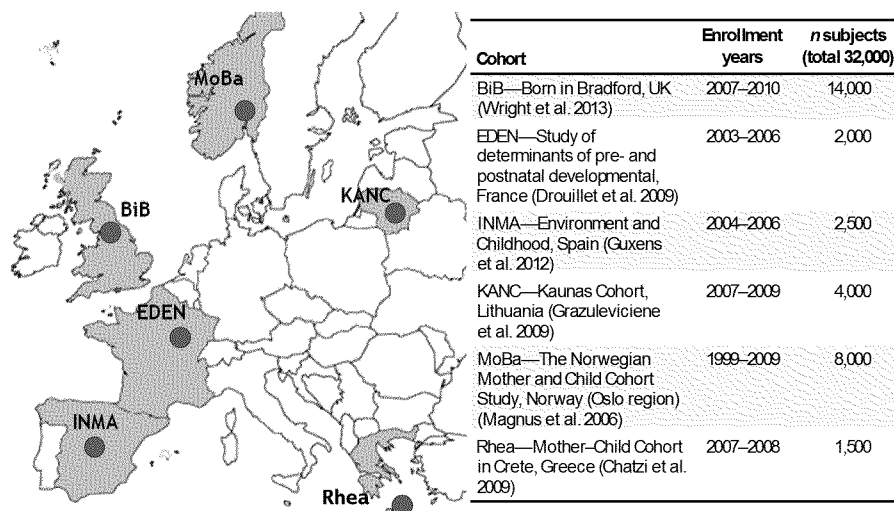 MoBa
KANC
BiB
EDEN
INMA
Rhea
Enrollment n subjects
Cohort years (total 32,000)
BiB—Born in Bradford, UK 2007–2010 14,000
(Wright et al. 2013)
EDEN—Study of 2003–2006 2,000
determinants of pre- and
postnatal developmental,
France (Drouillet et al. 2009)
INMA—Environment and 2004–2006 2,500
Childhood, Spain (Guxens
et al. 2012)
KANC—Kaunas Cohort, 2007–2009 4,000
Lithuania (Grazuleviciene
et al. 2009)
MoBa—The Norwegian 1999–2009 8,000
Mother and Child Cohort
Study, Norway (Oslo region)
(Magnus et al. 2006)
Rhea—Mother–Child Cohort 2007–2008 1,500
in Crete, Greece (Chatzi et al.
2009)